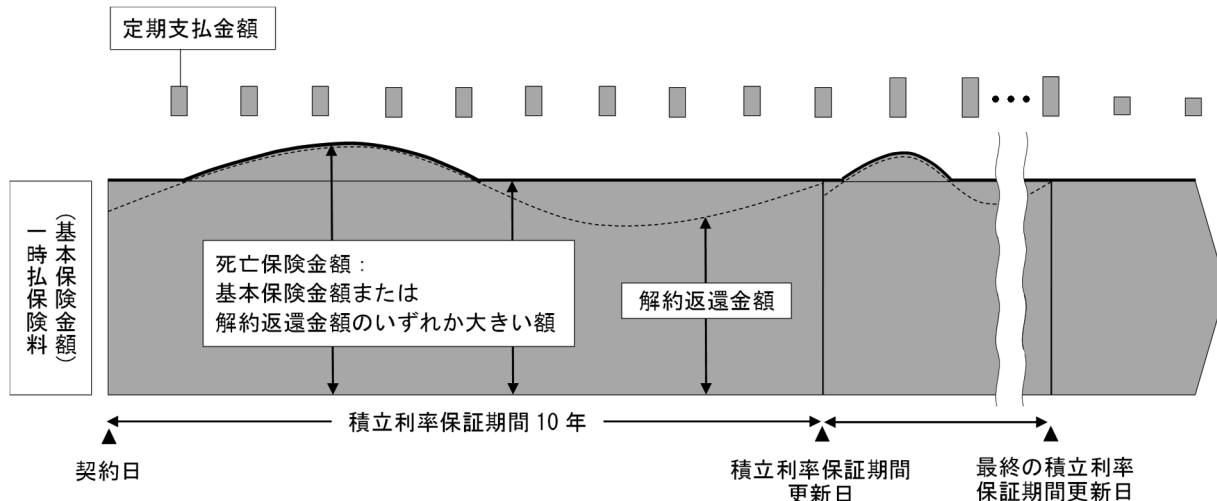 定期支払金額
一時払保険料
（基本保険金額）
死亡保険金額：
基本保険金額または
解約返還金額のいずれか大きい額
解約返還金額
積立利率保証期間 10 年
契約日
積立利率保証期間
更新日
最終の積立利率
保証期間更新日